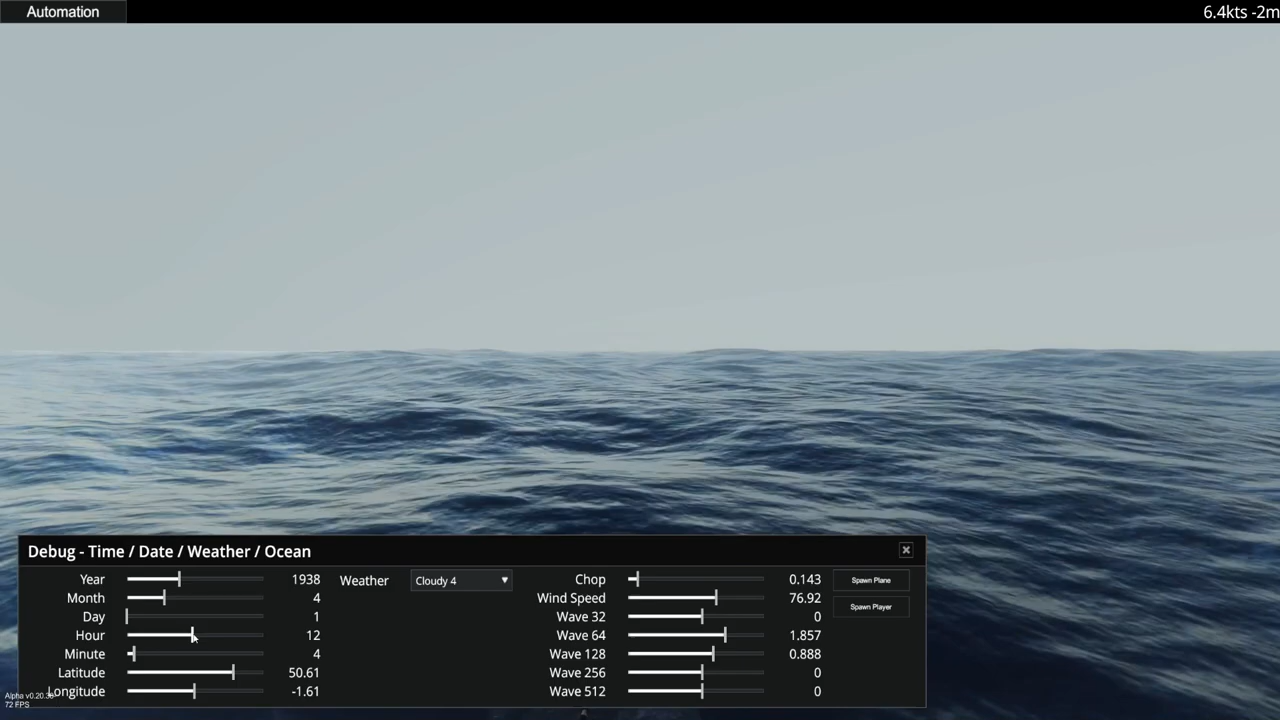 Automation
6.4kts -2m
Debug - Time / Date / Weather / Ocean
Year 1938
Month 4
Day 1
Hour 12
Minute 4
Latitude 50.61
Longitude -1.61
Weather Cloudy 4
Chop 0.143
Wind Speed 76.92
Wave 32 0
Wave 64 1.857
Wave 128 0.888
Wave 256 0
Wave 512 0
Spawn Plane
Spawn Player
Alpha
72 FPS